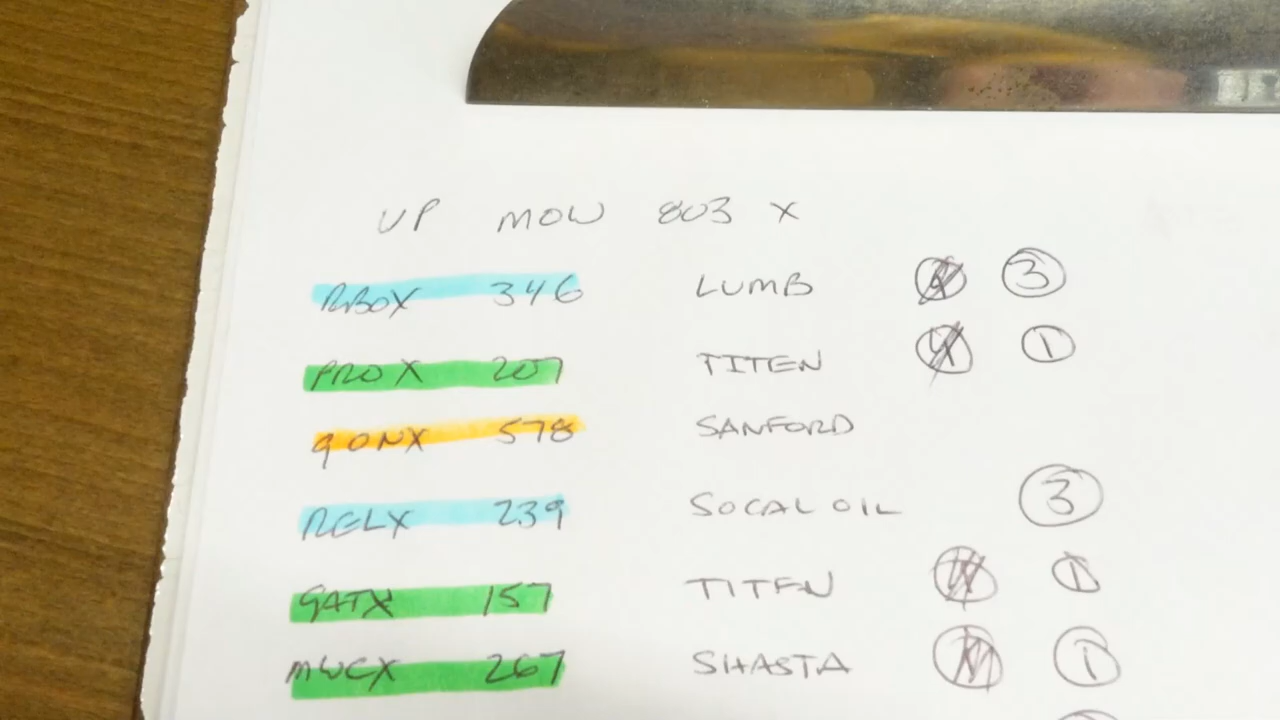 UP MOW 803 X
RBOX 346 LUMB 3
PROX 207 TITEN 1
GONX 578 SANFORD
RELX 239 SOCAL OIL 3
GATX 157 TITEN 1
MWCX 267 SHASTA 1